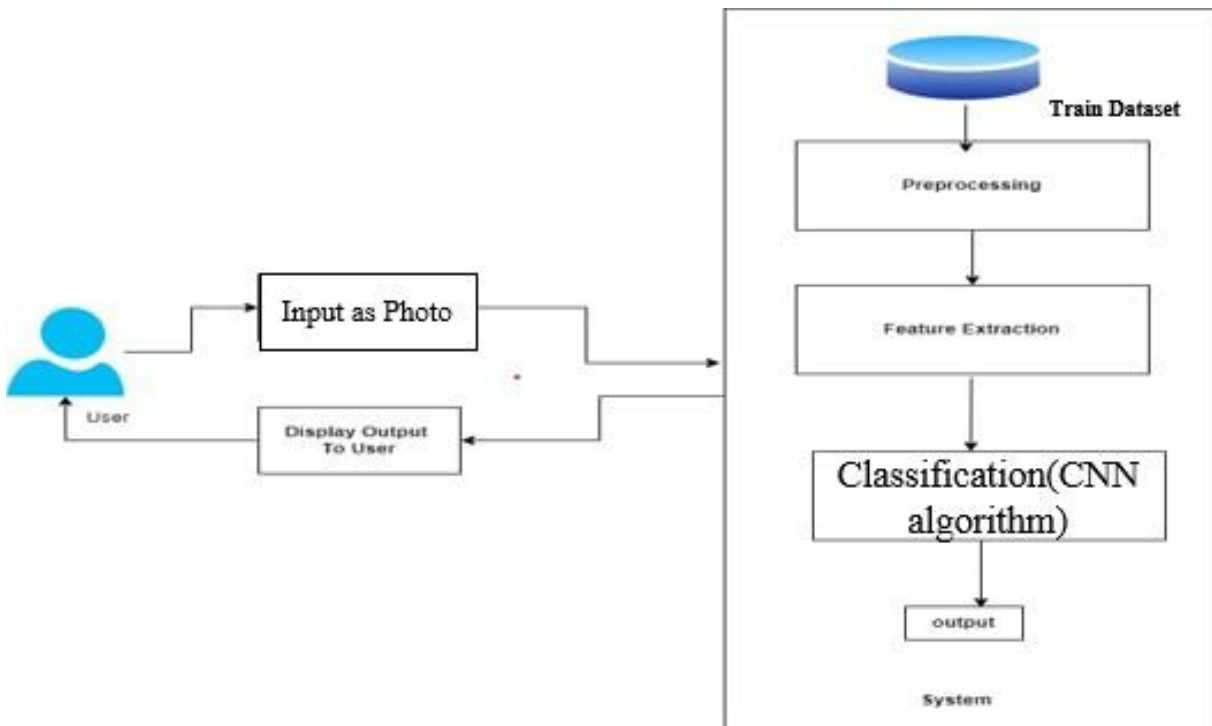 Train Dataset
Preprocessing
Input as Photo
Feature Extraction
User
Display Output
To User
Classification(CNN
algorithm)
output
System